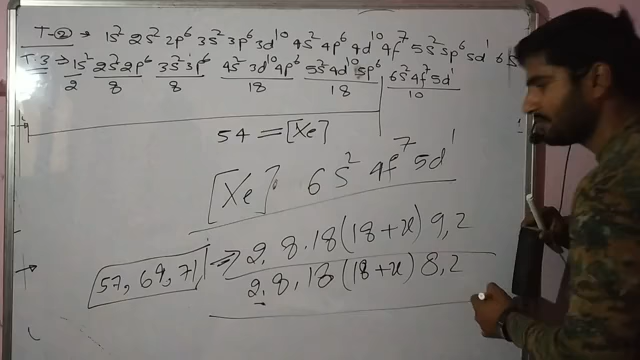 T-② → 1s² 2s² 2p⁶ 3s² 3p⁶ 3d¹⁰ 4s² 4p⁶ 4d¹⁰ 4f⁷ 5s² 5p⁶ 5d¹ 6s
T-3 → 1s² 2s² 2p⁶ 3s² 3p⁶ 4s² 3d¹⁰ 4p⁶ 5s² 4d¹⁰ 5p⁶ 6s² 4f⁷ 5d¹
2 8 8 18 18 10
54 = [Xe]
[Xe] 6s² 4f⁷ 5d¹
57, 64, 71, ⇒ 2, 8, 18 (18+x) 9, 2
2, 8, 18 (18+x) 8, 2